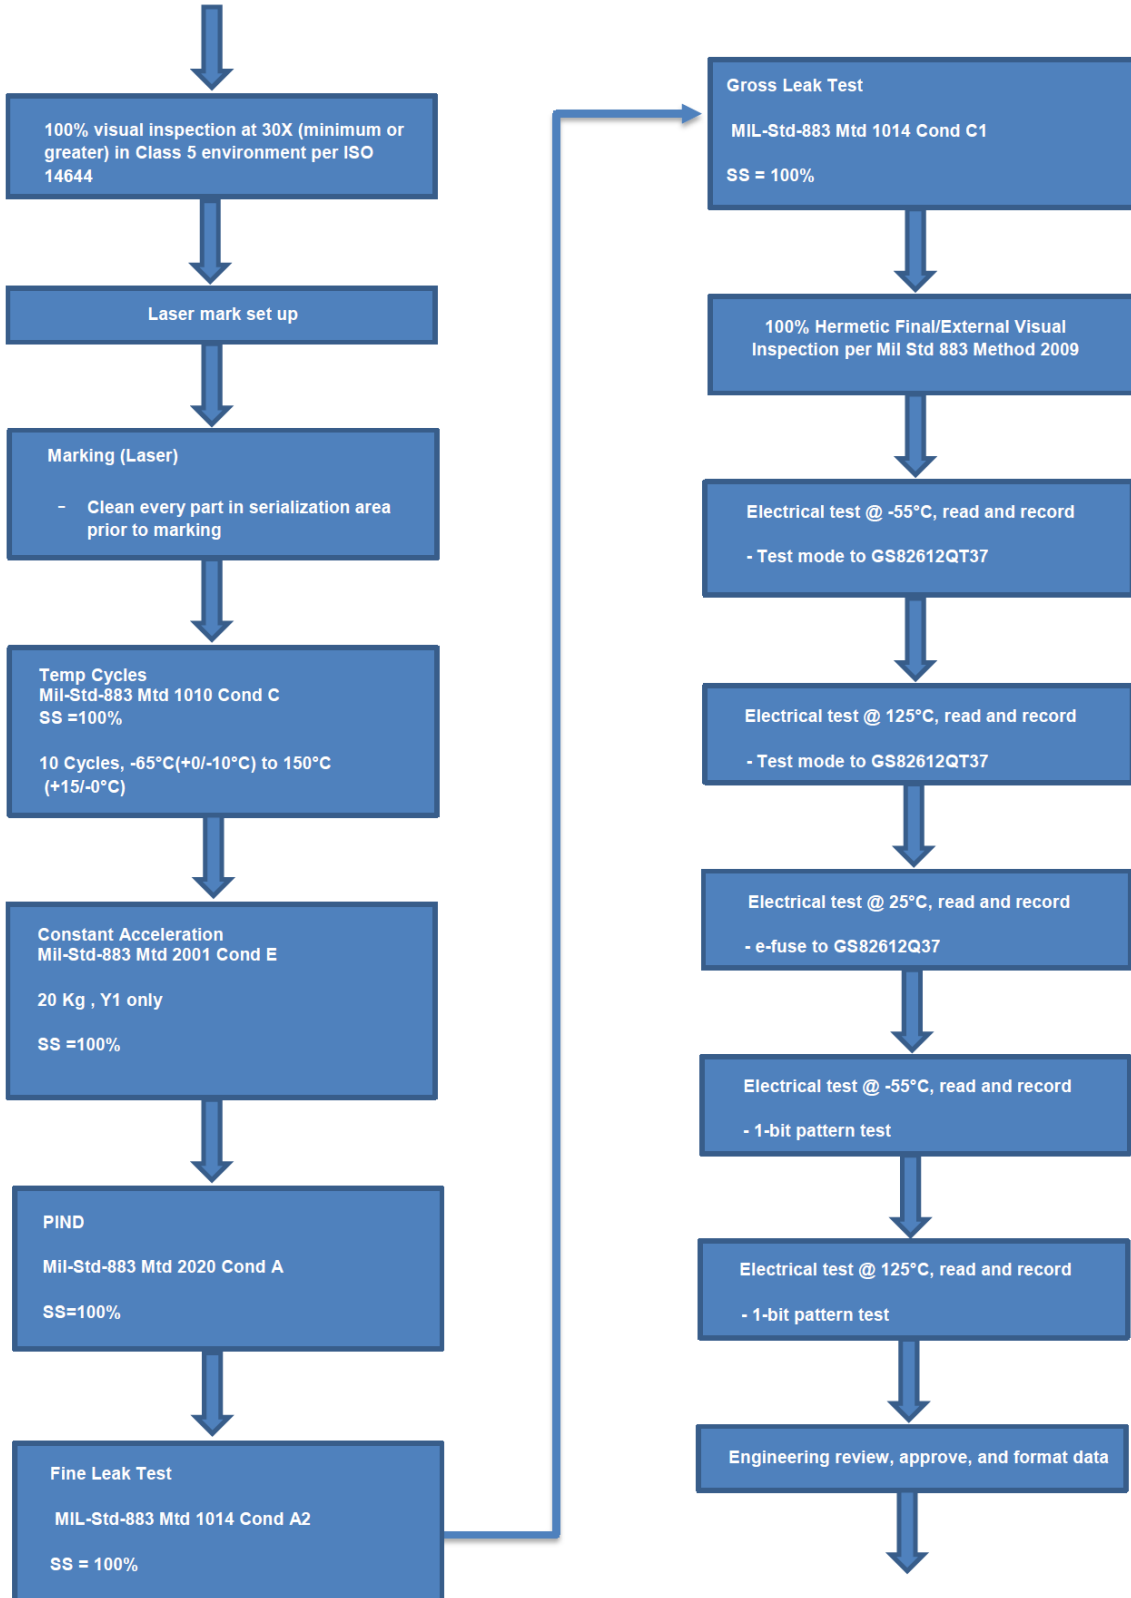 100% visual inspection at 30X (minimum or
greater) in Class 5 environment per ISO
14644
Laser mark set up
Marking (Laser)
- Clean every part in serialization area
prior to marking
Temp Cycles
Mil-Std-883 Mtd 1010 Cond C
SS =100%
10 Cycles, -65°C(+0/-10°C) to 150°C
(+15/-0°C)
Constant Acceleration
Mil-Std-883 Mtd 2001 Cond E
20 Kg , Y1 only
SS =100%
PIND
Mil-Std-883 Mtd 2020 Cond A
SS=100%
Fine Leak Test
MIL-Std-883 Mtd 1014 Cond A2
SS = 100%
Gross Leak Test
MIL-Std-883 Mtd 1014 Cond C1
SS = 100%
100% Hermetic Final/External Visual
Inspection per Mil Std 883 Method 2009
Electrical test @ -55°C, read and record
- Test mode to GS82612QT37
Electrical test @ 125°C, read and record
- Test mode to GS82612QT37
Electrical test @ 25°C, read and record
- e-fuse to GS82612Q37
Electrical test @ -55°C, read and record
- 1-bit pattern test
Electrical test @ 125°C, read and record
- 1-bit pattern test
Engineering review, approve, and format data